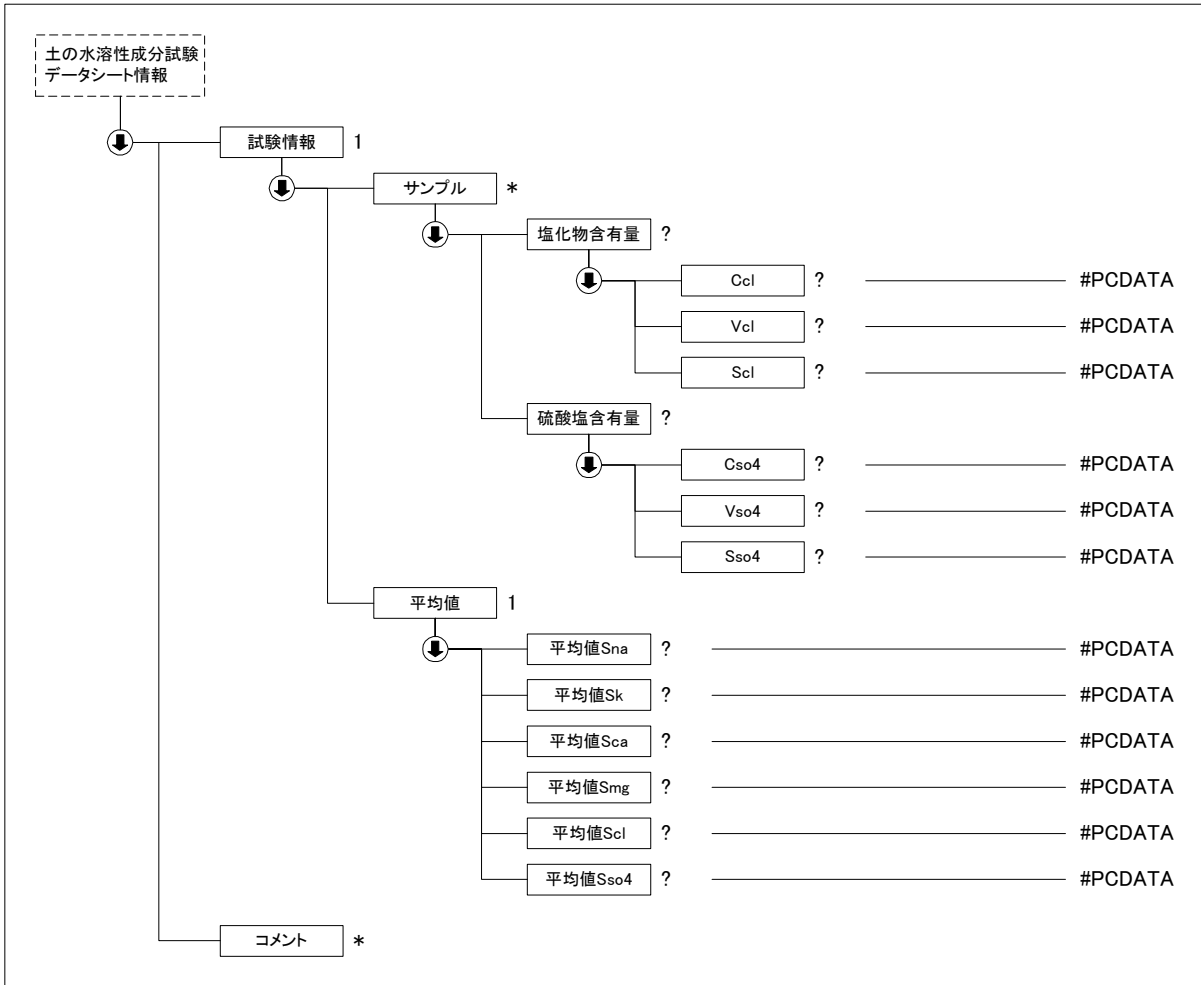 土の水溶性成分試験
データシート情報
試験情報 1
サンプル *
塩化物含有量 ?
Ccl ? #PCDATA
Vcl ? #PCDATA
Scl ? #PCDATA
硫酸塩含有量 ?
Cso4 ? #PCDATA
Vso4 ? #PCDATA
Sso4 ? #PCDATA
平均値 1
平均値Sna ? #PCDATA
平均値Sk ? #PCDATA
平均値Sca ? #PCDATA
平均値Smg ? #PCDATA
平均値Scl ? #PCDATA
平均値Sso4 ? #PCDATA
コメント *